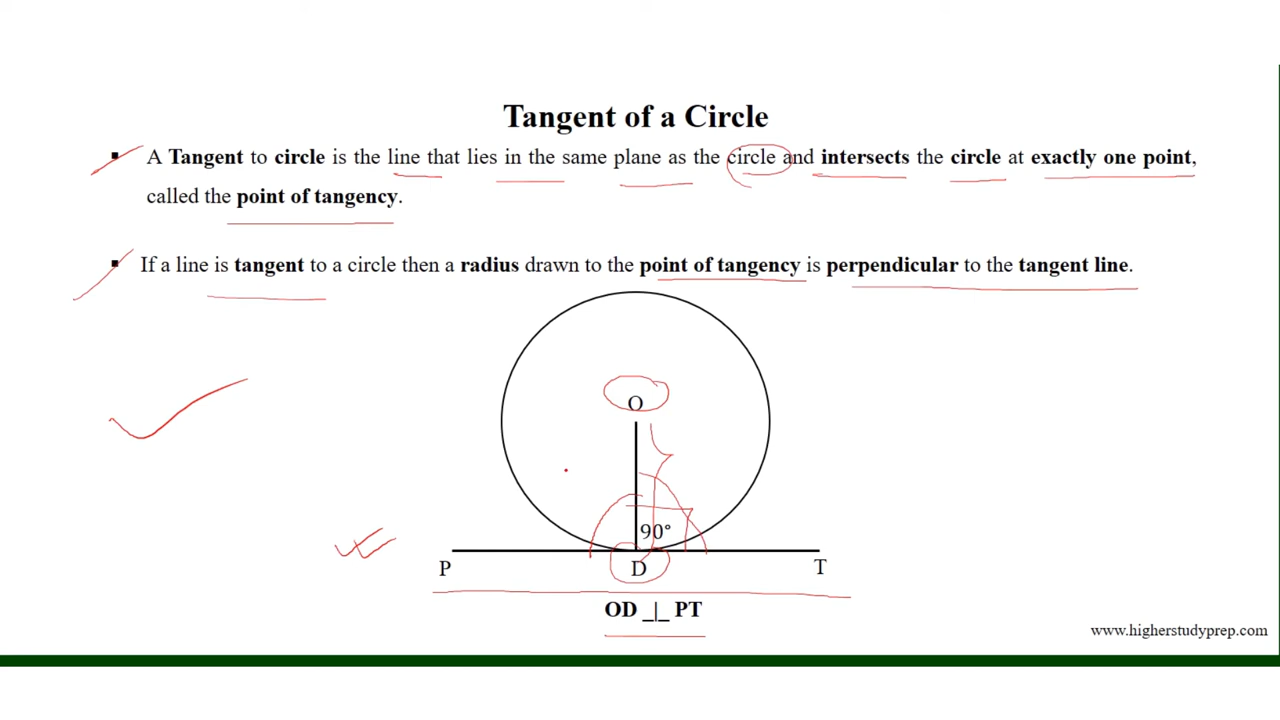 Tangent of a Circle
▪ A Tangent to circle is the line that lies in the same plane as the circle and intersects the circle at exactly one point,
called the point of tangency.
▪ If a line is tangent to a circle then a radius drawn to the point of tangency is perpendicular to the tangent line.
O
90°
P D T
OD _|_ PT
www.higherstudyprep.com